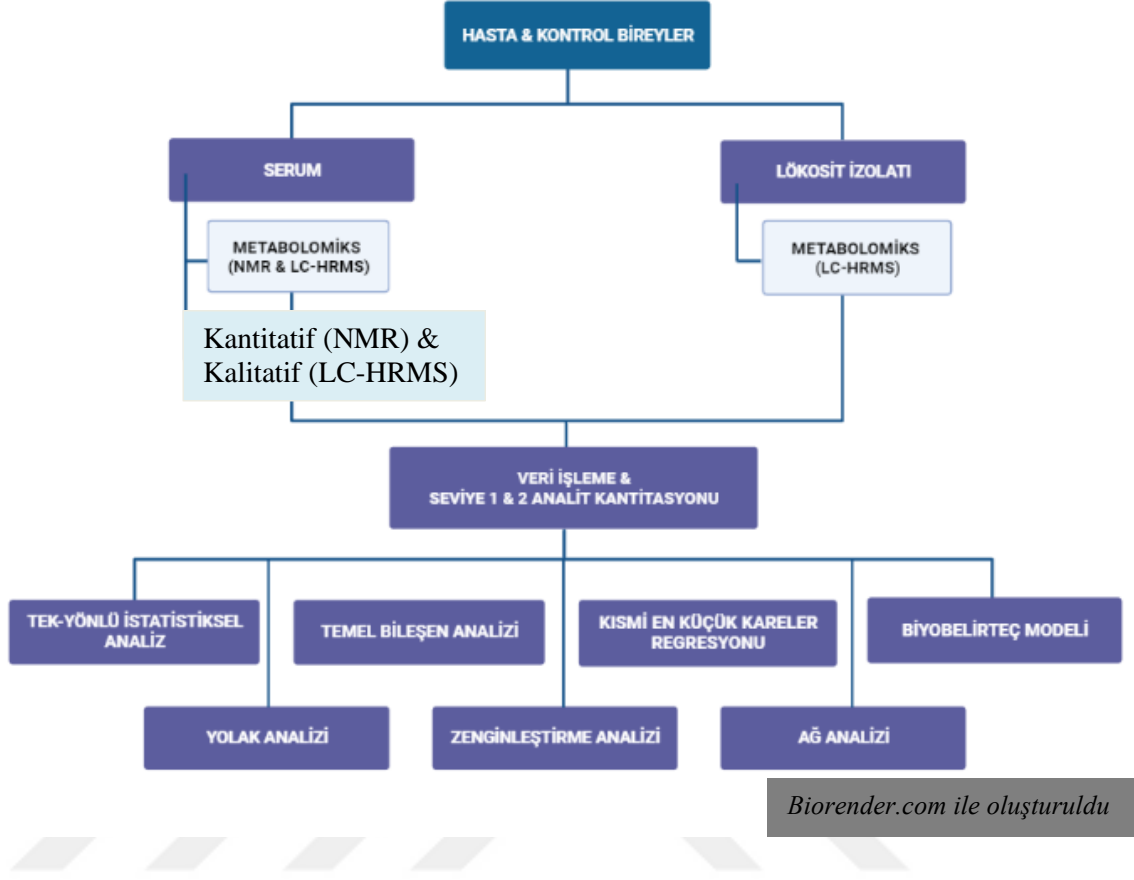 HASTA & KONTROL BİREYLER
SERUM
LÖKOSİT İZOLATI
METABOLOMİKS
(NMR & LC-HRMS)
METABOLOMİKS
(LC-HRMS)
Kantitatif (NMR) &
Kalitatif (LC-HRMS)
VERİ İŞLEME &
SEVİYE 1 & 2 ANALİT KANTİTASYONU
TEK-YÖNLÜ İSTATİSTİKSEL
ANALİZ
TEMEL BİLEŞEN ANALİZİ
KISMİ EN KÜÇÜK KARELER
REGRESYONU
BİYOBELİRTEÇ MODELİ
YOLAK ANALİZİ
ZENGİNLEŞTİRME ANALİZİ
AĞ ANALİZİ
Biorender.com ile oluşturuldu